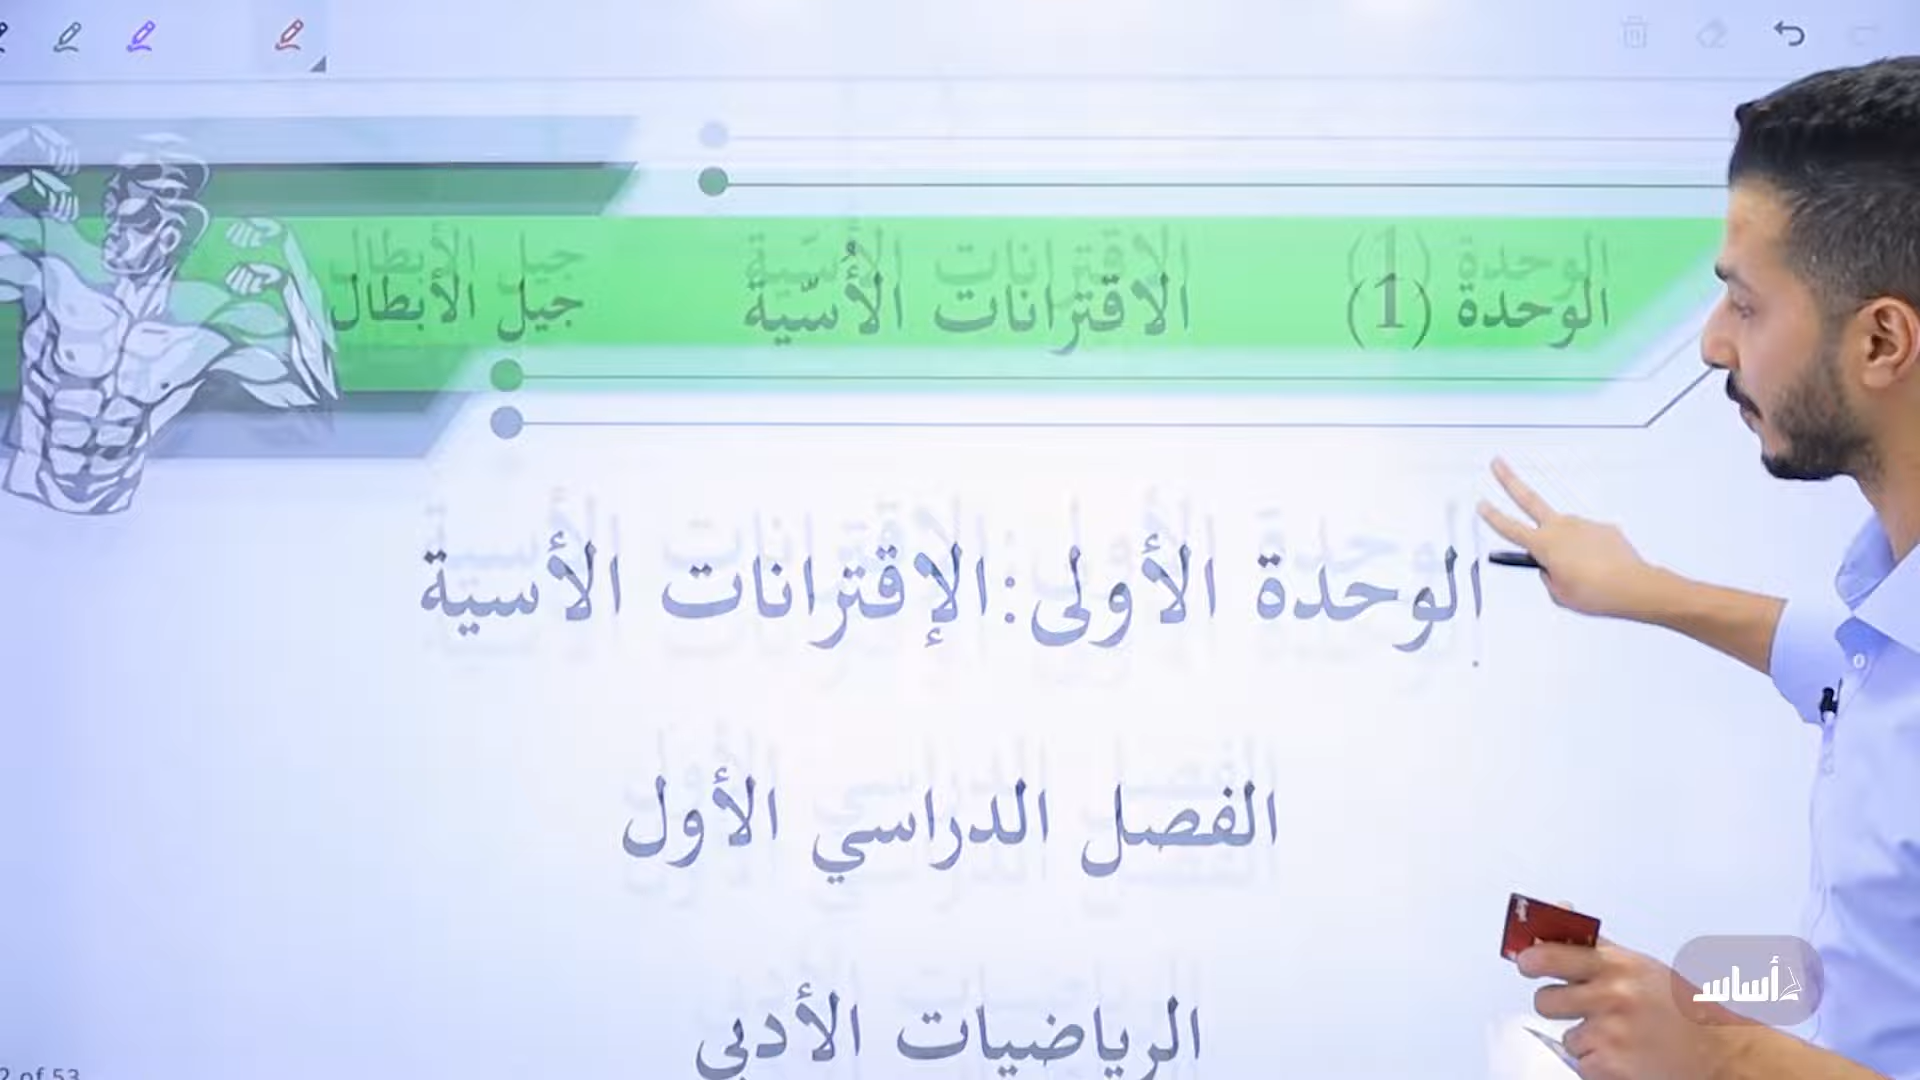 الوحدة (1) الاقترانات الأُسّية جيل الأبطال
الوحدة الأولى:الإقترانات الأسية
الفصل الدراسي الأول
الرياضيات الأدبي
أساس
2 of 53